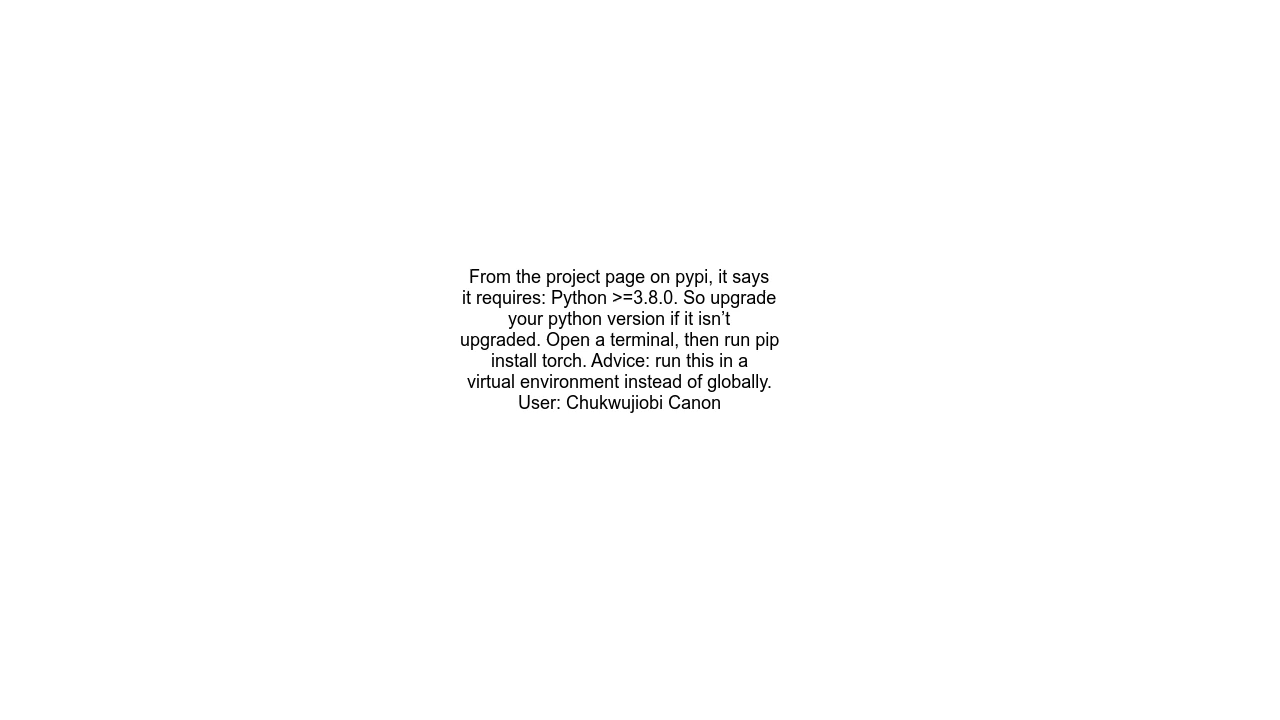 From the project page on pypi, it says
it requires: Python >=3.8.0. So upgrade
your python version if it isn’t
upgraded. Open a terminal, then run pip
install torch. Advice: run this in a
virtual environment instead of globally.
User: Chukwujiobi Canon